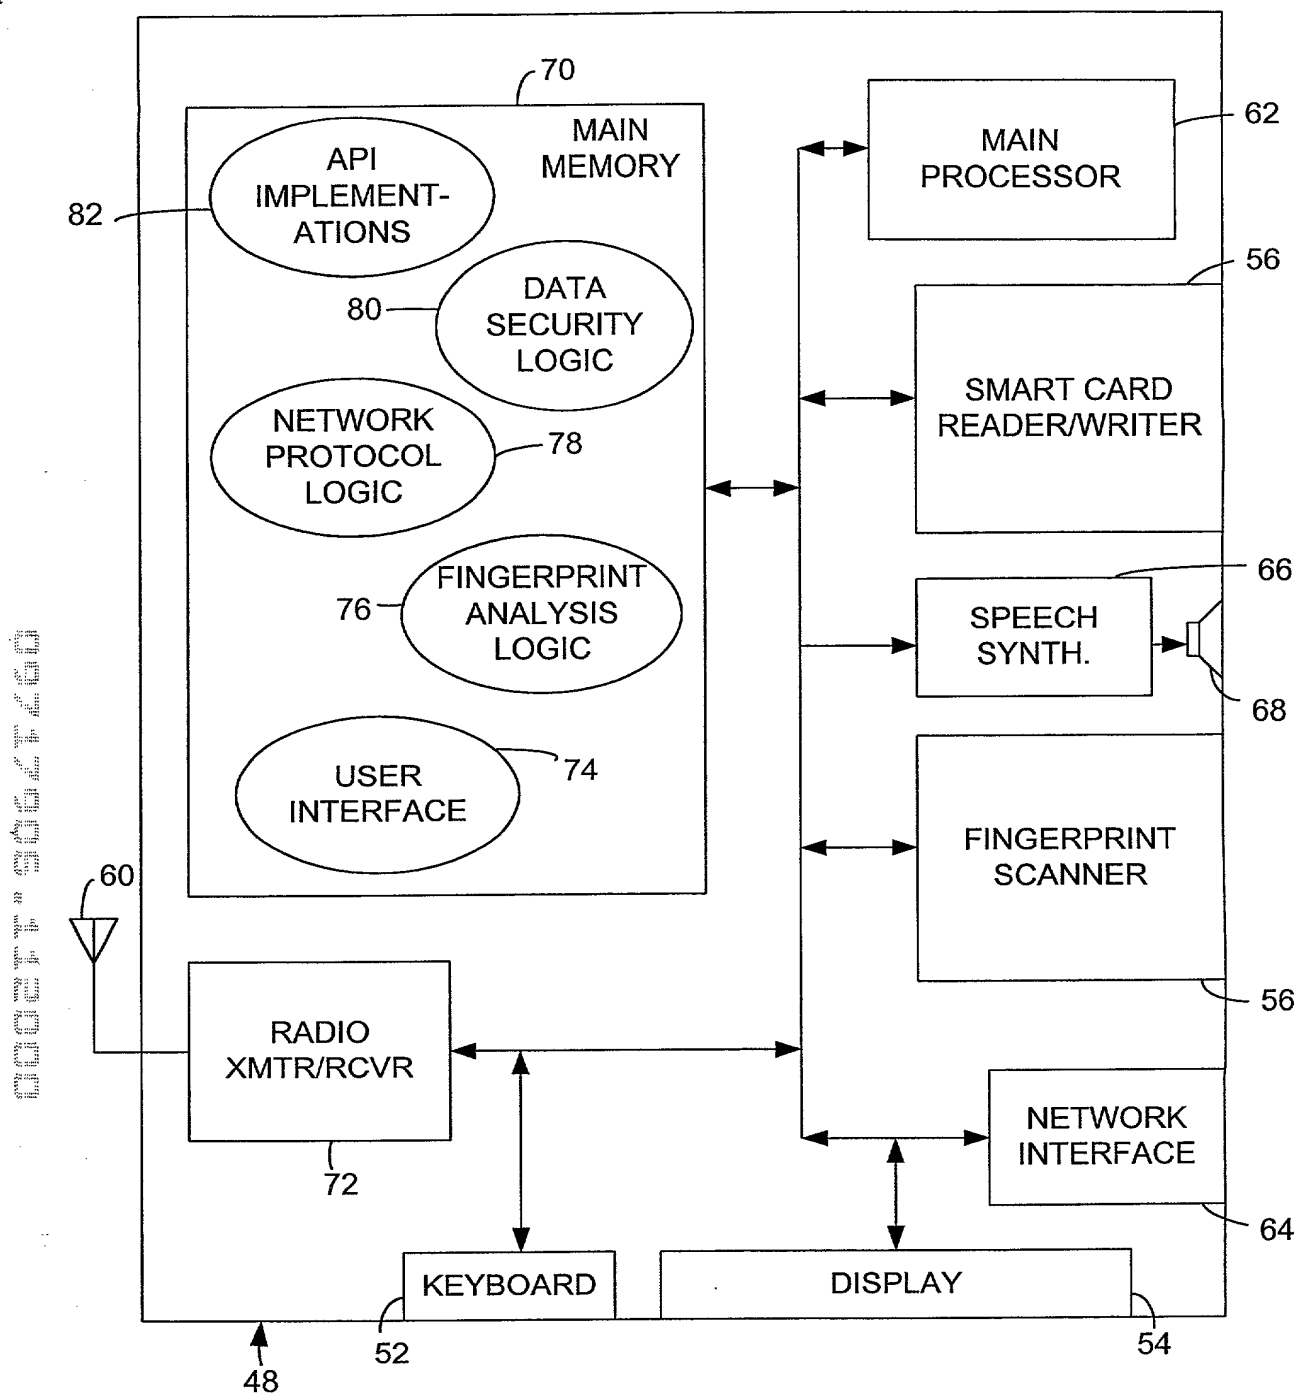 70
MAIN
MEMORY
API
IMPLEMENT-
ATIONS
82
DATA
SECURITY
LOGIC
80
NETWORK
PROTOCOL
LOGIC
78
FINGERPRINT
ANALYSIS
LOGIC
76
USER
INTERFACE
74
MAIN
PROCESSOR
62
56
SMART CARD
READER/WRITER
66
SPEECH
SYNTH.
68
FINGERPRINT
SCANNER
56
60
RADIO
XMTR/RCVR
72
NETWORK
INTERFACE
64
KEYBOARD
52
DISPLAY
54
48